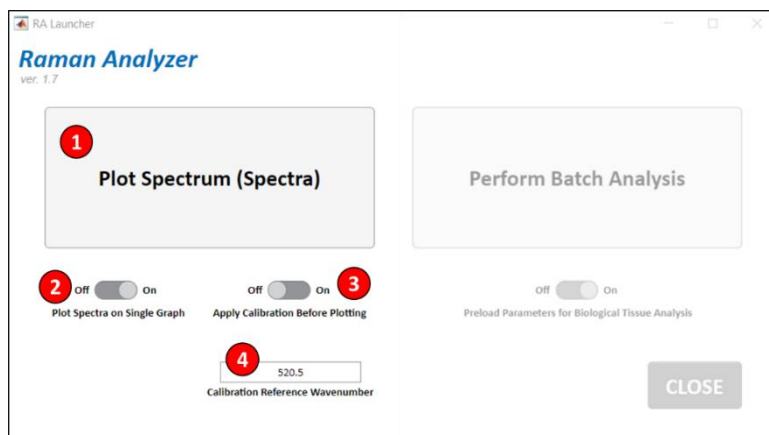 RA Launcher
Raman Analyzer
ver. 1.7
1
Plot Spectrum (Spectra)
Perform Batch Analysis
2 Off On
Off On 3
Off On
Plot Spectra on Single Graph
Apply Calibration Before Plotting
Preload Parameters for Biological Tissue Analysis
4
520.5
Calibration Reference Wavenumber
CLOSE